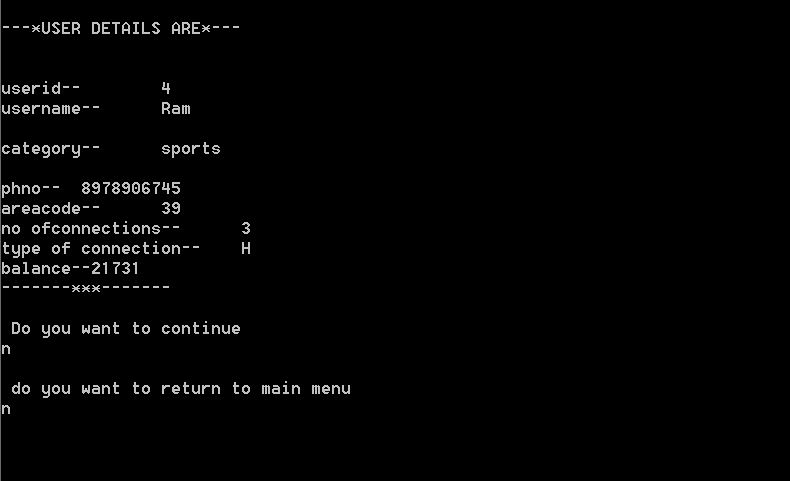 ---*USER DETAILS ARE*---
userid-- 4
username-- Ram
category-- sports
phno-- 8978906745
areacode-- 39
no ofconnections-- 3
type of connection-- H
balance--21731
-------***-------
Do you want to continue
n
do you want to return to main menu
n